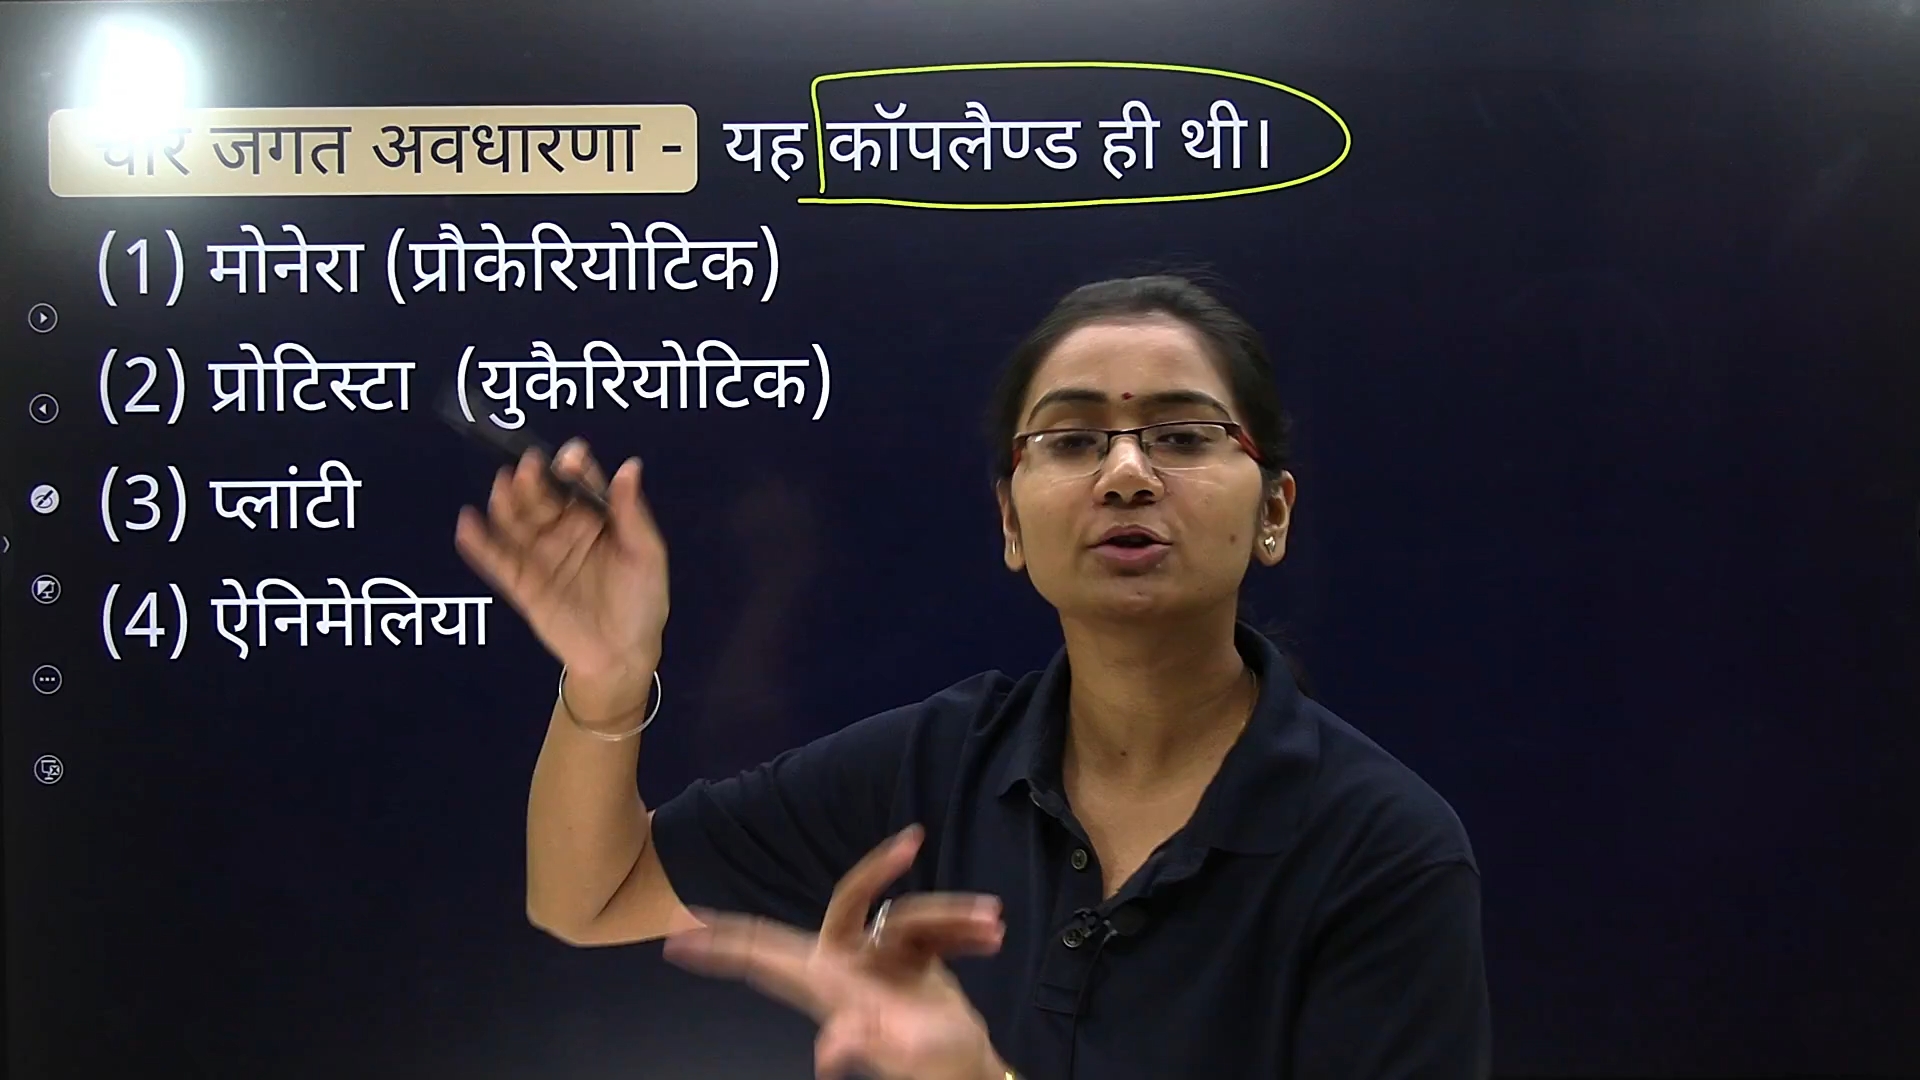 चार जगत अवधारणा - यह कॉपलैण्ड ही थी।
(1) मोनेरा (प्रौकेरियोटिक)
(2) प्रोटिस्टा (युकैरियोटिक)
(3) प्लांटी
(4) ऐनिमेलिया